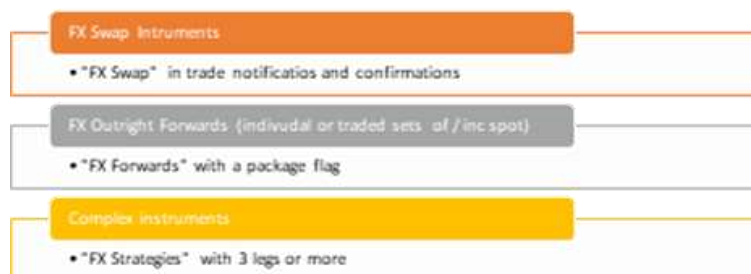 FX Swap Intruments
• "FX Swap" in trade notificatios and confirmations
FX Outright Forwards (indivudal or traded sets of / inc spot)
• "FX Forwards" with a package flag
Complex instruments
• "FX Strategies" with 3 legs or more